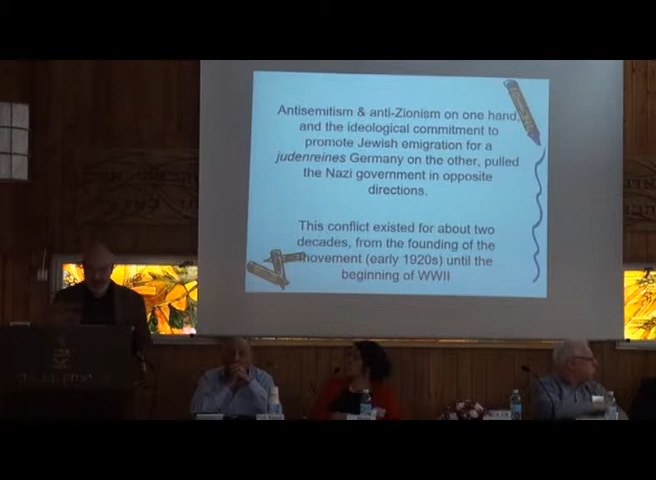 Antisemitism & anti-Zionism on one hand,
and the ideological commitment to
promote Jewish emigration for a
judenreines Germany on the other, pulled
the Nazi government in opposite
directions.
This conflict existed for about two
decades, from the founding of the
movement (early 1920s) until the
beginning of WWII